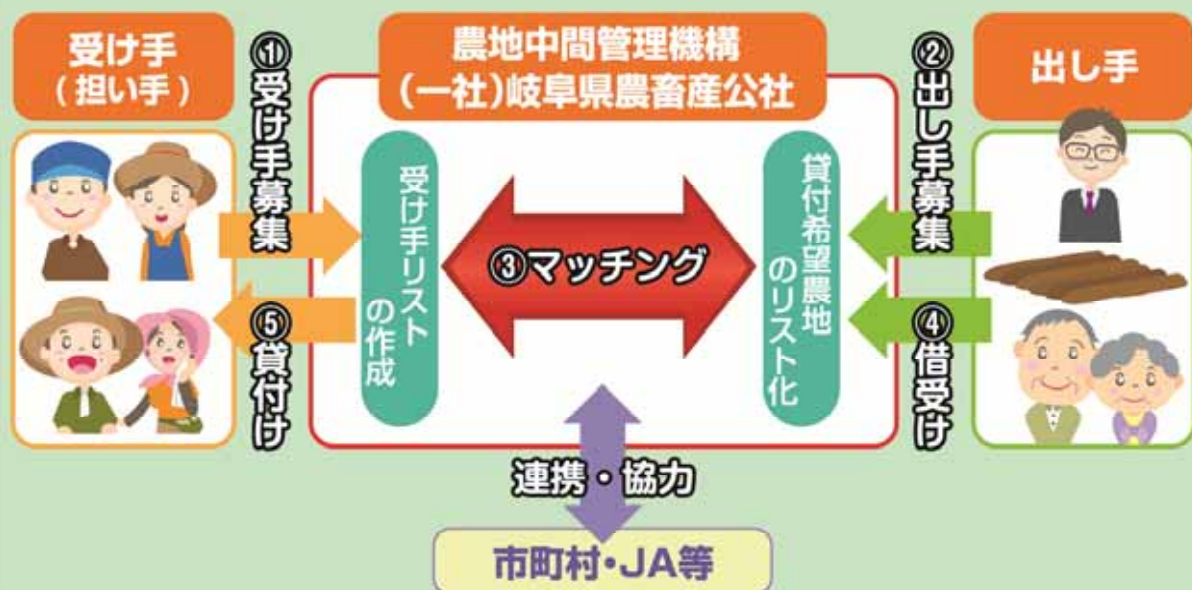 受け手
(担い手)
①受け手募集
農地中間管理機構
(一社)岐阜県農畜産公社
②出し手募集
出し手
受け手リスト
の作成
③マッチング
貸付希望農地
のリスト化
⑤貸付け
④借受け
連携・協力
市町村・JA等